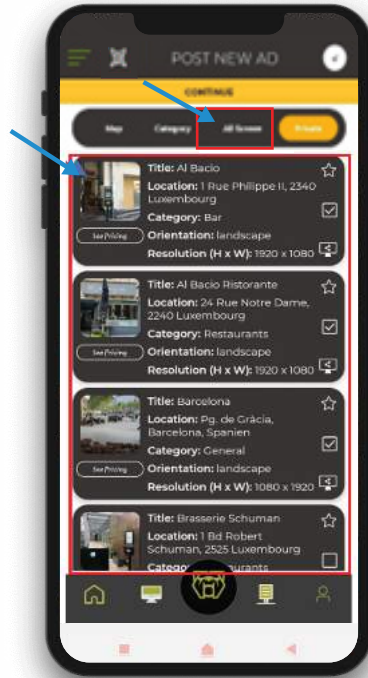 POST NEW AD
CONTINUE
Map Category All Screen Private
Title: Al Bacio
Location: 1 Rue Philippe II, 2340
Luxembourg
Category: Bar
See Pricing
Orientation: landscape
Resolution (H x W): 1920 x 1080
Title: Al Bacio Ristorante
Location: 24 Rue Notre Dame,
2240 Luxembourg
Category: Restaurants
See Pricing
Orientation: landscape
Resolution (H x W): 1920 x 1080
Title: Barcelona
Location: Pg. de Gràcia,
Barcelona, Spanien
Category: General
See Pricing
Orientation: landscape
Resolution (H x W): 1080 x 1920
Title: Brasserie Schuman
Location: 1 Bd Robert
Schuman, 2525 Luxembourg